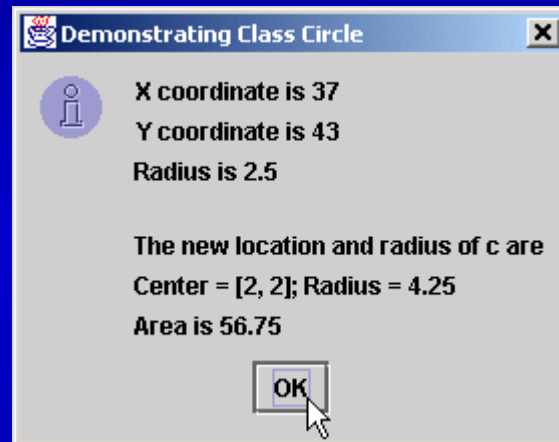 Demonstrating Class Circle
X coordinate is 37
Y coordinate is 43
Radius is 2.5
The new location and radius of c are
Center = [2, 2]; Radius = 4.25
Area is 56.75
OK